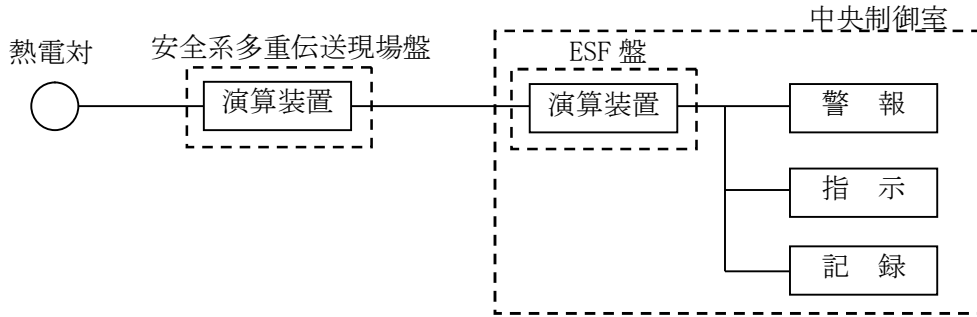 中央制御室
熱電対
安全系多重伝送現場盤
ESF 盤
演算装置
演算装置
警 報
指 示
記 録